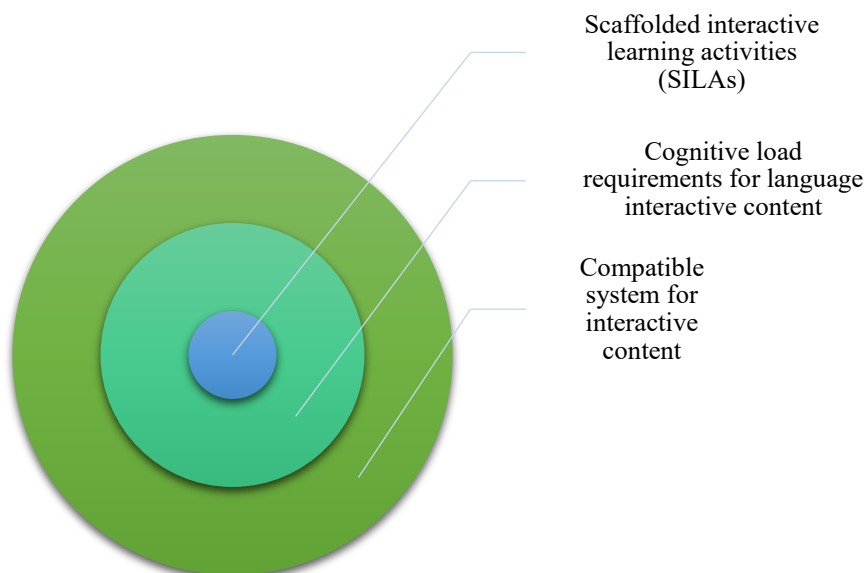 Scaffolded interactive
learning activities
(SILAs)
Cognitive load
requirements for language
interactive content
Compatible
system for
interactive
content